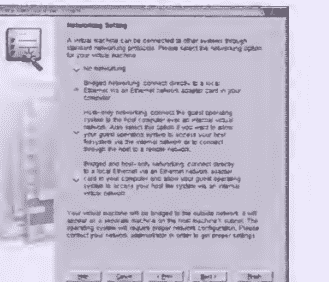 Networking Setting
A virtual machine can be connected to other systems through
standard networking protocols. Please select the networking option
for your virtual machine
No networking
Bridged networking: connect directly to a local
Ethernet via an Ethernet network adapter card in your
computer
Host-only networking: connect the guest operating
system to the host computer over an internal virtual
network. Also select this option if you want to allow
your guest operating system to access your host
filesystem via the internal network or to connect
through the host to a remote network.
Bridged and host-only networking: connect directly
to a local Ethernet via an Ethernet network adapter
card in your computer and allow your guest operating
system to access your host file system via an internal
virtual network
Your virtual machine will be bridged to the outside network. It will
appear as a separate machine on the host machine's subnet. The
operating system will require proper network configuration. Please
contact your network administrator in order to get proper settings
Help Cancel < Prev Next > Finish